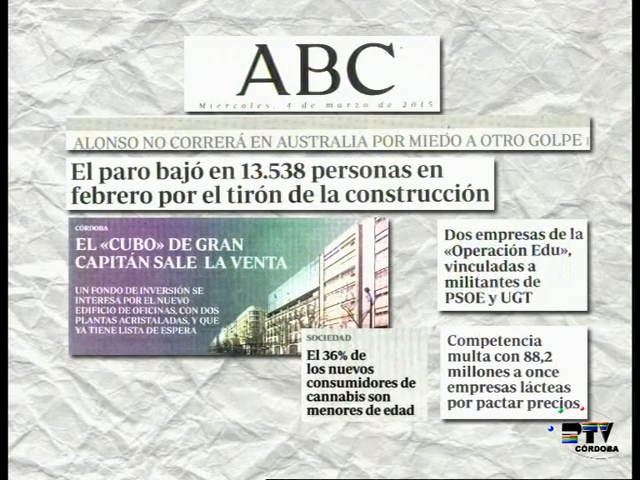 ABC
Miércoles, 4 de marzo de 2015
ALONSO NO CORRERÁ EN AUSTRALIA POR MIEDO A OTRO GOLPE
El paro bajó en 13.538 personas en
febrero por el tirón de la construcción
CÓRDOBA
EL «CUBO» DE GRAN
CAPITÁN SALE LA VENTA
UN FONDO DE INVERSIÓN SE
INTERESA POR EL NUEVO
EDIFICIO DE OFICINAS, CON DOS
PLANTAS ACRISTALADAS, Y QUE
YA TIENE LISTA DE ESPERA
Dos empresas de la
«Operación Edu»,
vinculadas a
militantes de
PSOE y UGT
SOCIEDAD
El 36% de
los nuevos
consumidores de
cannabis son
menores de edad
Competencia
multa con 88,2
millones a once
empresas lácteas
por pactar precios
PTV
CÓRDOBA